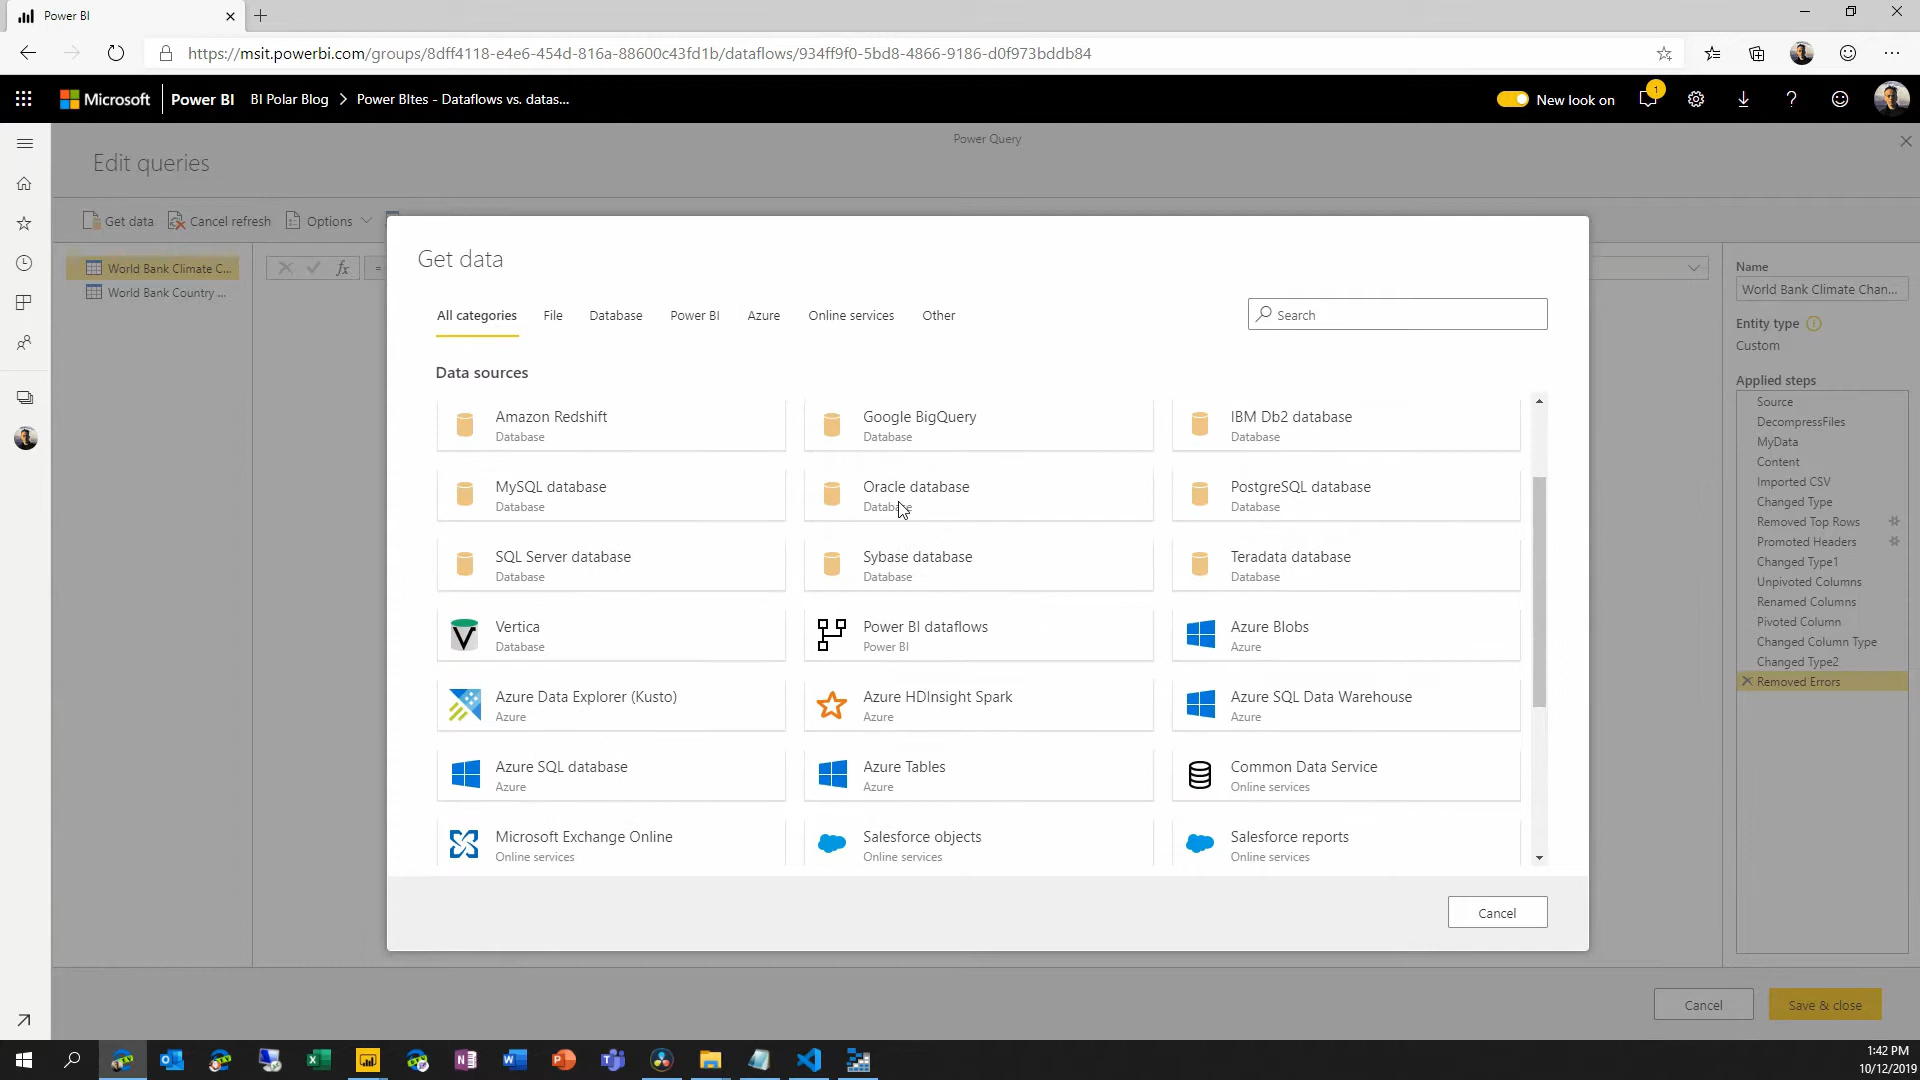 Power BI
https://msit.powerbi.com/groups/8dff4118-e4e6-454d-816a-88600c43fd1b/dataflows/934ff9f0-5bd8-4866-9186-d0f973bddb84
Microsoft Power BI BI Polar Blog > Power BItes - Dataflows vs. datas... New look on 1
Power Query
Edit queries
Get data Cancel refresh Options
World Bank Climate C...
World Bank Country ...
fx =
Get data
All categories File Database Power BI Azure Online services Other Search
Data sources
Amazon Redshift
Database
Google BigQuery
Database
IBM Db2 database
Database
MySQL database
Database
Oracle database
Database
PostgreSQL database
Database
SQL Server database
Database
Sybase database
Database
Teradata database
Database
Vertica
Database
Power BI dataflows
Power BI
Azure Blobs
Azure
Azure Data Explorer (Kusto)
Azure
Azure HDInsight Spark
Azure
Azure SQL Data Warehouse
Azure
Azure SQL database
Azure
Azure Tables
Azure
Common Data Service
Online services
Microsoft Exchange Online
Online services
Salesforce objects
Online services
Salesforce reports
Online services
Cancel
Name
World Bank Climate Chan...
Entity type
Custom
Applied steps
Source
DecompressFiles
MyData
Content
Imported CSV
Changed Type
Removed Top Rows
Promoted Headers
Changed Type1
Unpivoted Columns
Renamed Columns
Pivoted Column
Changed Column Type
Changed Type2
Removed Errors
Cancel Save & close
1:42 PM
10/12/2019